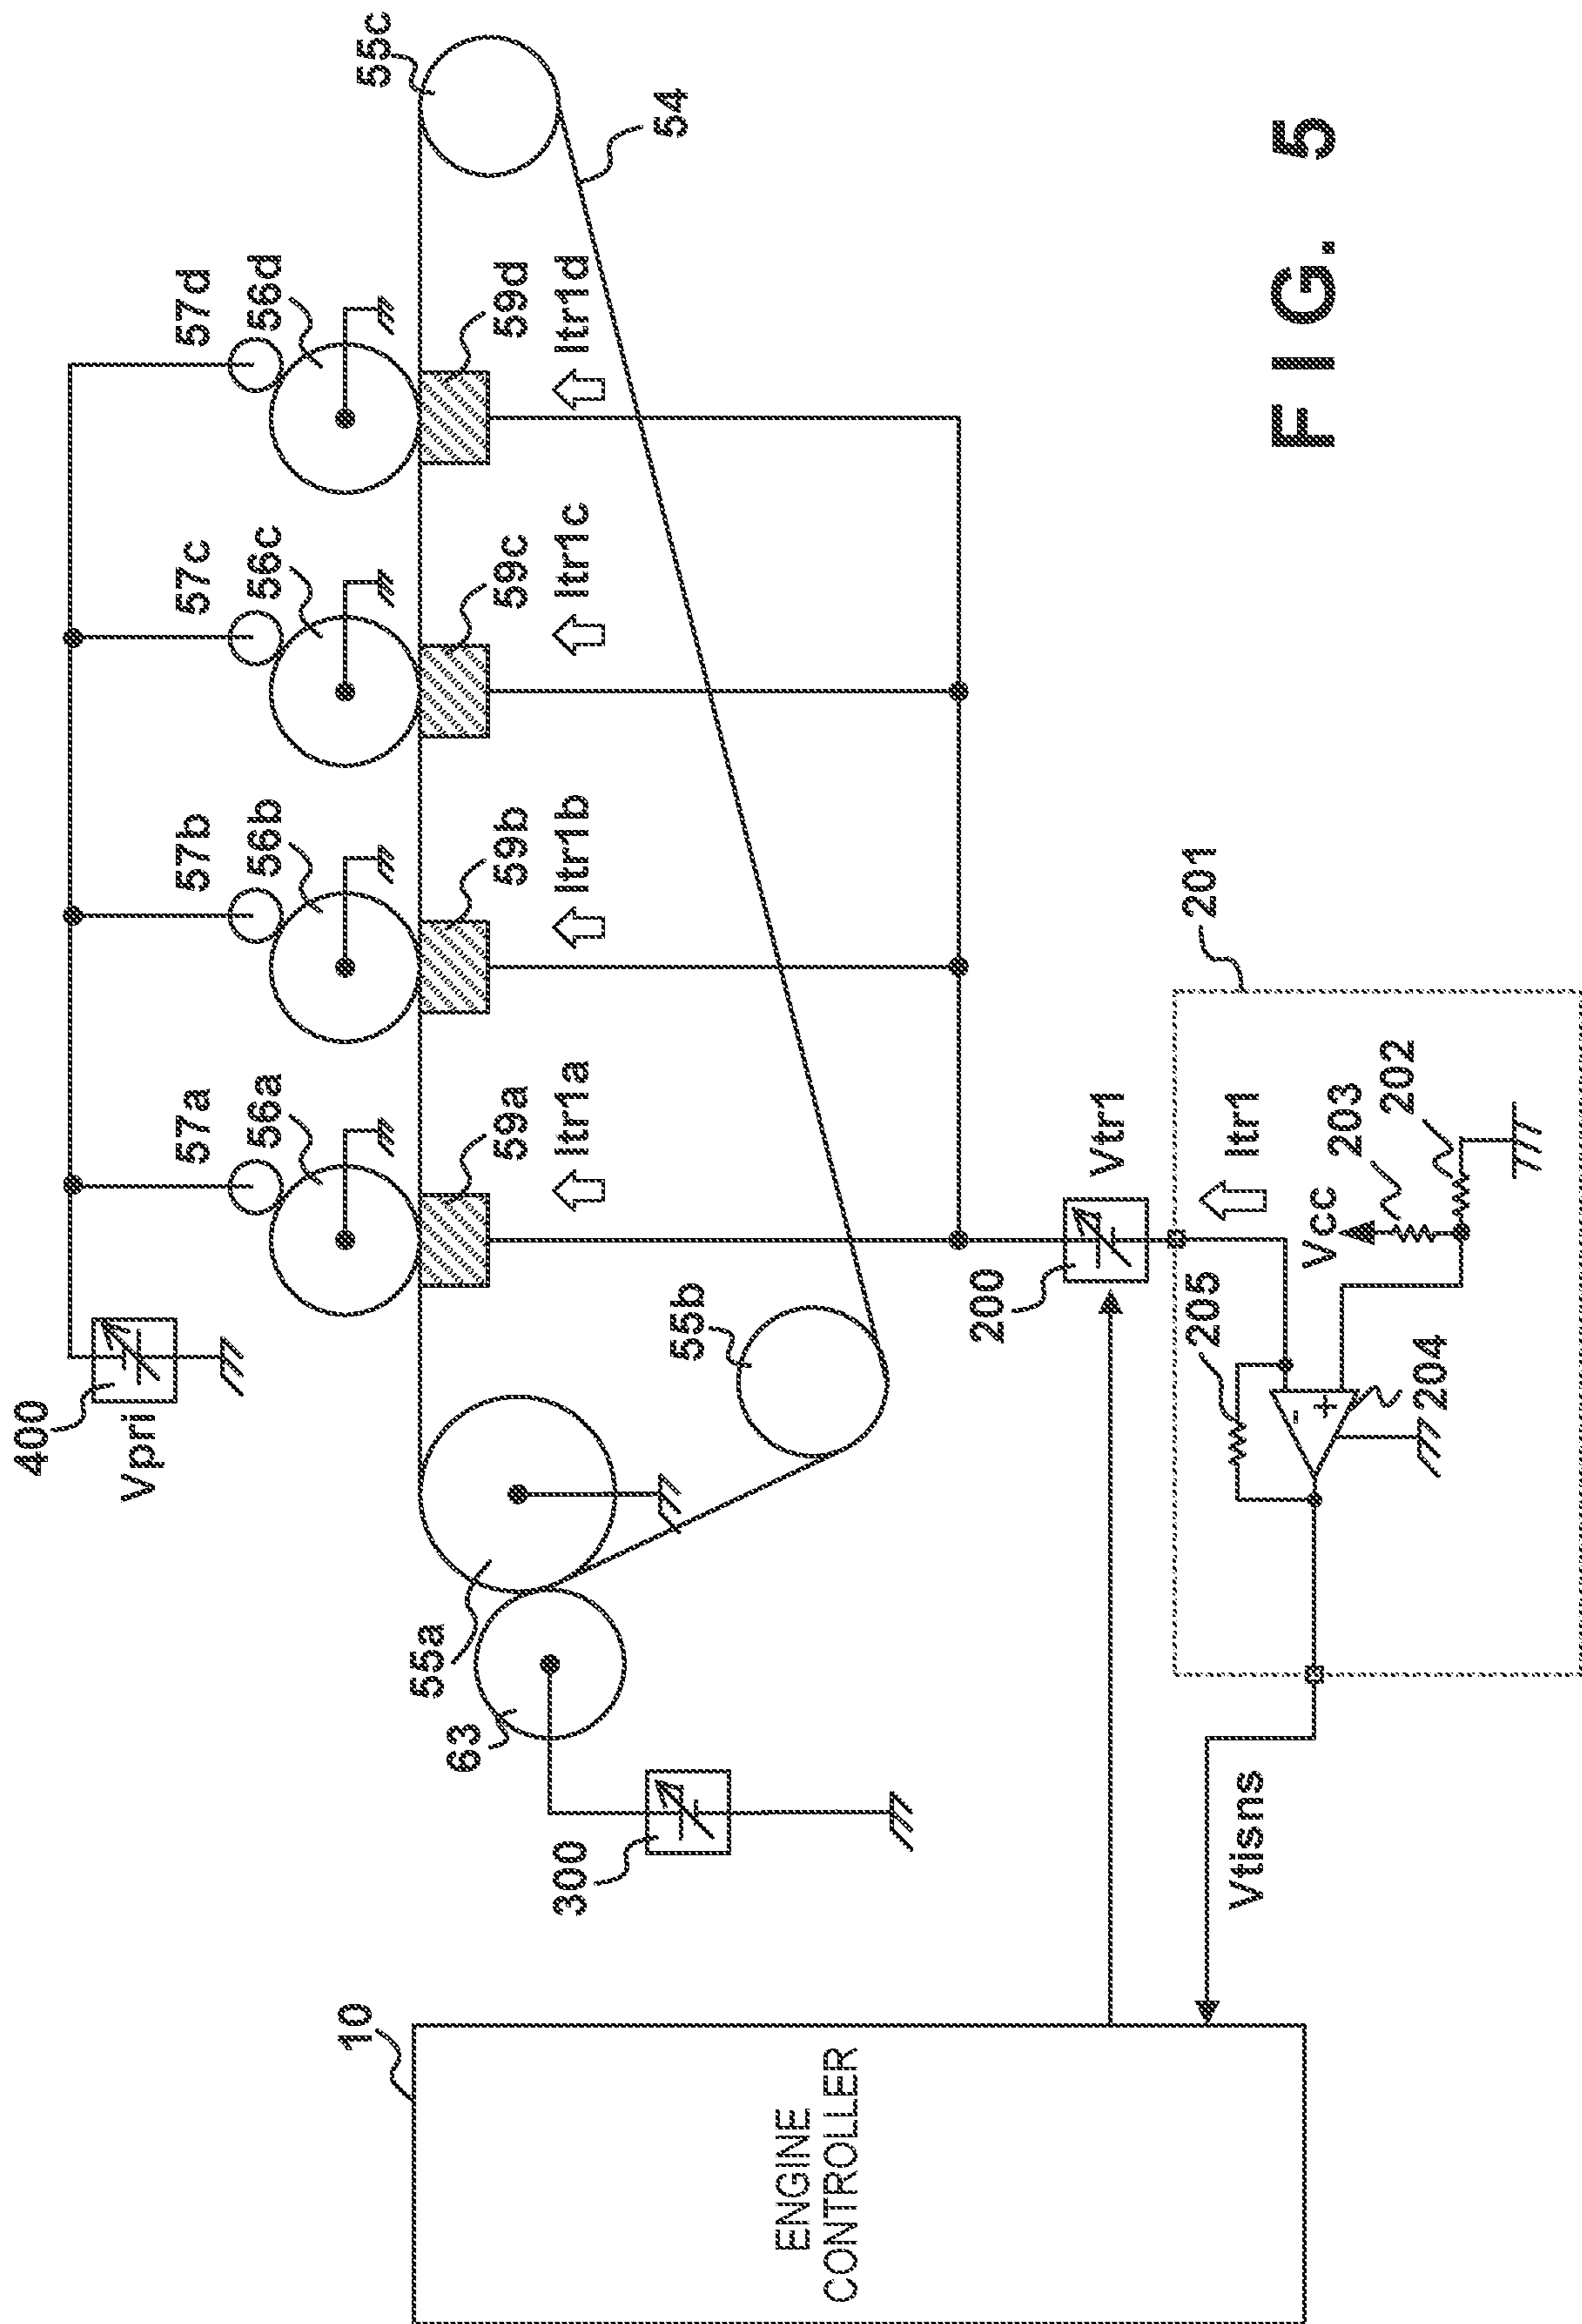 400
Vpri
57a
56a
57b
56b
57c
56c
57d
56d
55c
54
59a
Itr1a
59b
Itr1b
59c
Itr1c
59d
Itr1d
55a
63
55b
300
10
ENGINE
CONTROLLER
200
Vtr1
201
Itr1
205
Vcc
203
202
-
+
204
Vtisns
FIG. 5